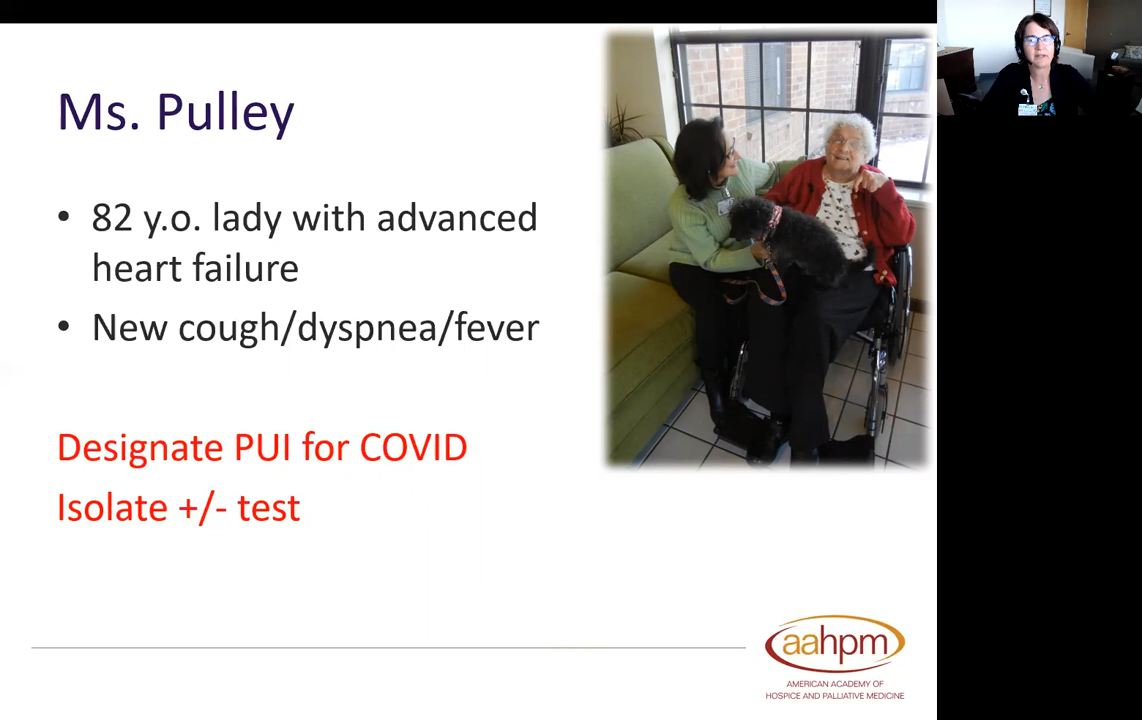 Ms. Pulley
• 82 y.o. lady with advanced
heart failure
• New cough/dyspnea/fever
Designate PUI for COVID
Isolate +/- test
aahpm
AMERICAN ACADEMY OF
HOSPICE AND PALLIATIVE MEDICINE